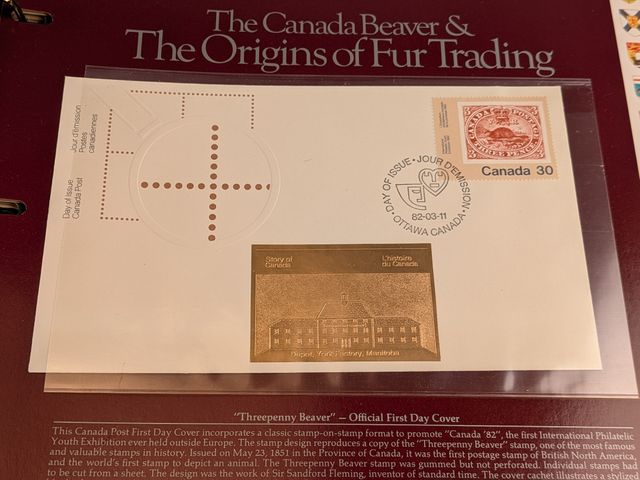 The Canada Beaver &
The Origins of Fur Trading
Jour d'émission
Postes
canadiennes
Day of Issue
Canada Post
CANADA POSTAGE
THREE PENCE
Canada 30
DAY OF ISSUE • JOUR D'ÉMISSION •
82-03-11
OTTAWA CANADA
Story of
Canada
L'histoire
du Canada
Depot, York Factory, Manitoba
"Threepenny Beaver" — Official First Day Cover
This Canada Post First Day Cover incorporates a classic stamp-on-stamp format to promote "Canada '82", the first International Philatelic
Youth Exhibition ever held outside Europe. The stamp design reproduces a copy of the "Threepenny Beaver" stamp, one of the most famous
and valuable stamps in history. Issued on May 23, 1851 in the Province of Canada, it was the first postage stamp of British North America,
and the world's first stamp to depict an animal. The Threepenny Beaver stamp was gummed but not perforated. Individual stamps had
to be cut from a sheet. The design was the work of Sir Sandford Fleming, inventor of standard time. The cover cachet illustrates a stylized